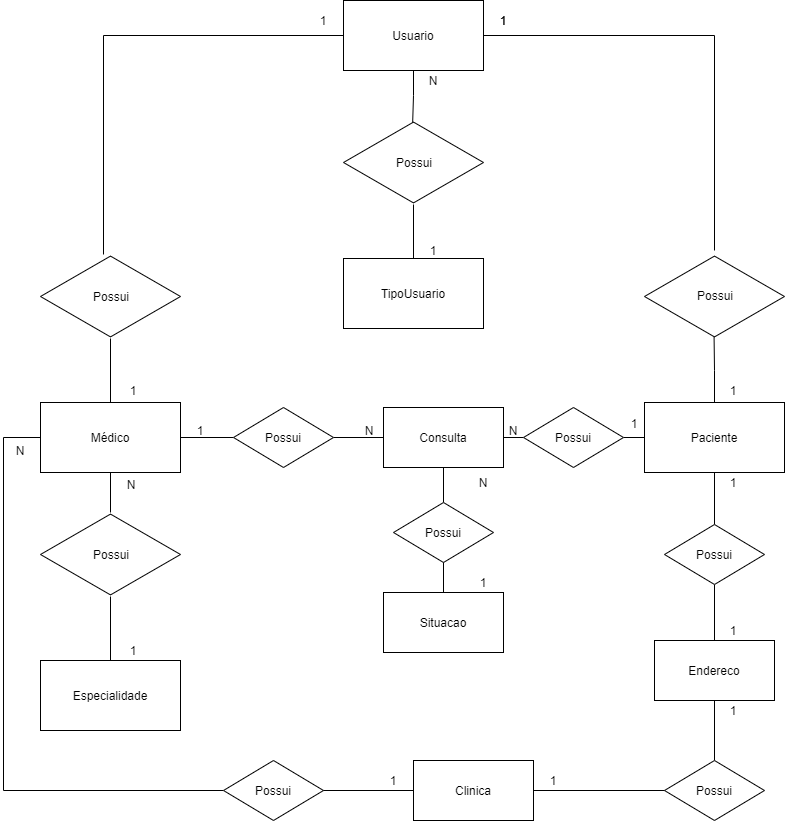 1
Usuario
1
N
Possui
1
TipoUsuario
Possui
Possui
1
1
Médico
1
Possui
N
Consulta
N
Possui
1
Paciente
N
N
N
1
Possui
Possui
Possui
1
Situacao
1
1
Especialidade
Endereco
1
Possui
1
Clinica
1
Possui